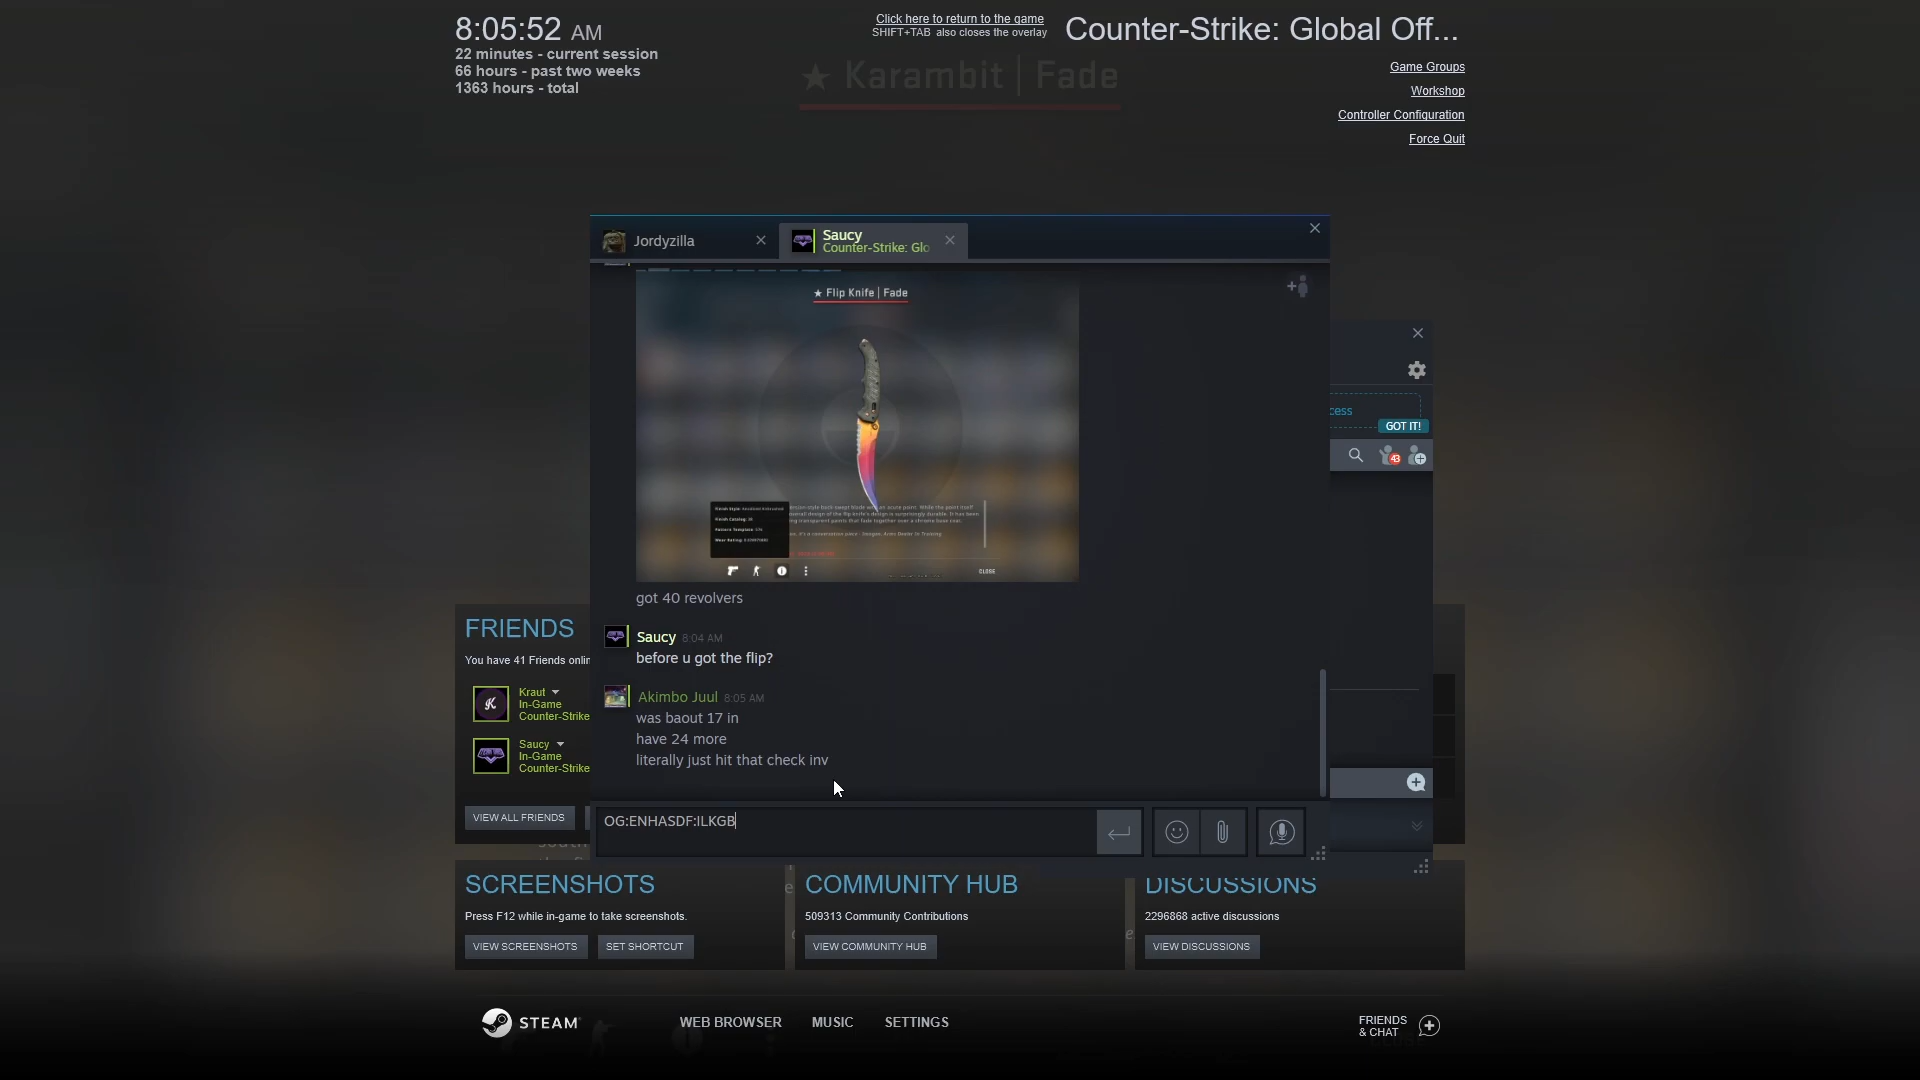 8:05:52 AM
22 minutes - current session
66 hours - past two weeks
1363 hours - total
Click here to return to the game
SHIFT+TAB also closes the overlay
Counter-Strike: Global Off...
Game Groups
Workshop
Controller Configuration
Force Quit
★ Karambit | Fade
Jordyzilla
Saucy
Counter-Strike: Glo
★ Flip Knife | Fade
CLOSE
got 40 revolvers
Saucy 8:04 AM
before u got the flip?
Akimbo Juul 8:05 AM
was baout 17 in
have 24 more
literally just hit that check inv
OG:ENHASDF:ILKGB
cess
GOT IT!
43
FRIENDS
You have 41 Friends onlin
Kraut
In-Game
Counter-Strike
Saucy
In-Game
Counter-Strike
VIEW ALL FRIENDS
SCREENSHOTS
Press F12 while in-game to take screenshots.
VIEW SCREENSHOTS
SET SHORTCUT
COMMUNITY HUB
509313 Community Contributions
VIEW COMMUNITY HUB
DISCUSSIONS
2296868 active discussions
VIEW DISCUSSIONS
STEAM
WEB BROWSER
MUSIC
SETTINGS
FRIENDS
& CHAT